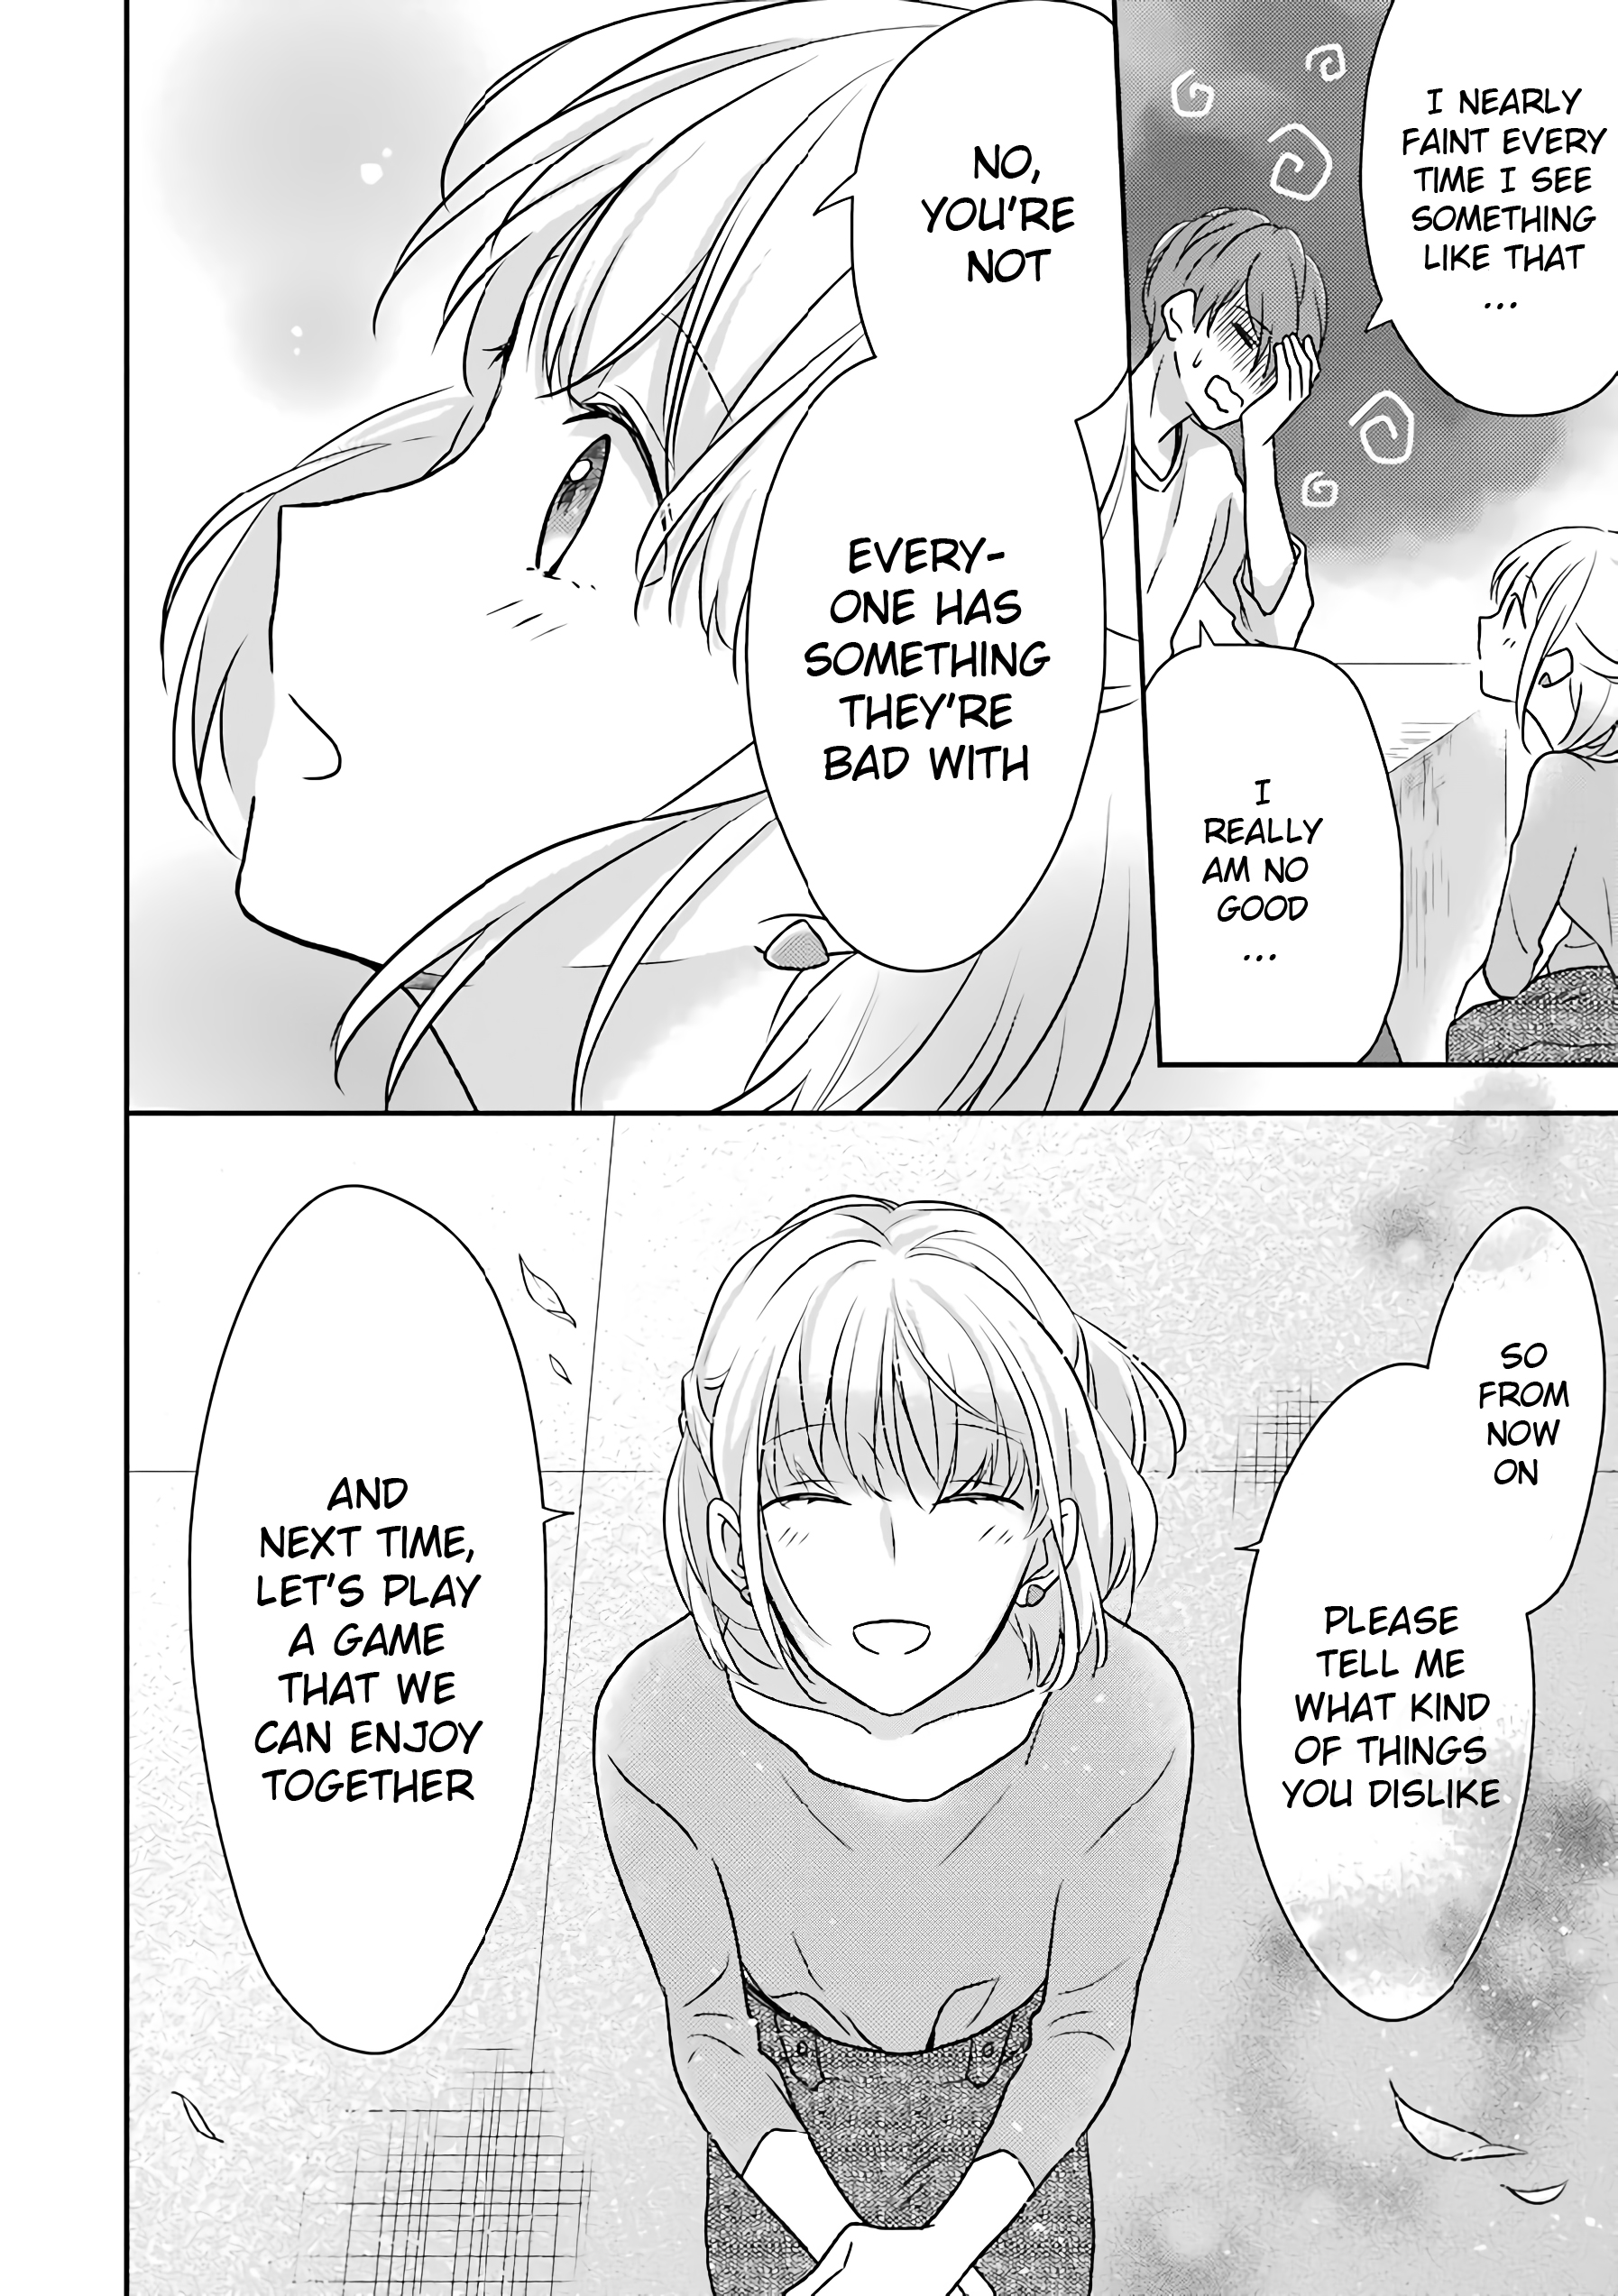 I NEARLY
FAINT EVERY
TIME I SEE
SOMETHING
LIKE THAT
...
I
REALLY
AM NO
GOOD
...
NO,
YOU'RE
NOT
EVERY-
ONE HAS
SOMETHING
THEY'RE
BAD WITH
SO
FROM
NOW
ON
PLEASE
TELL ME
WHAT KIND
OF THINGS
YOU DISLIKE
AND
NEXT TIME,
LET'S PLAY
A GAME
THAT WE
CAN ENJOY
TOGETHER